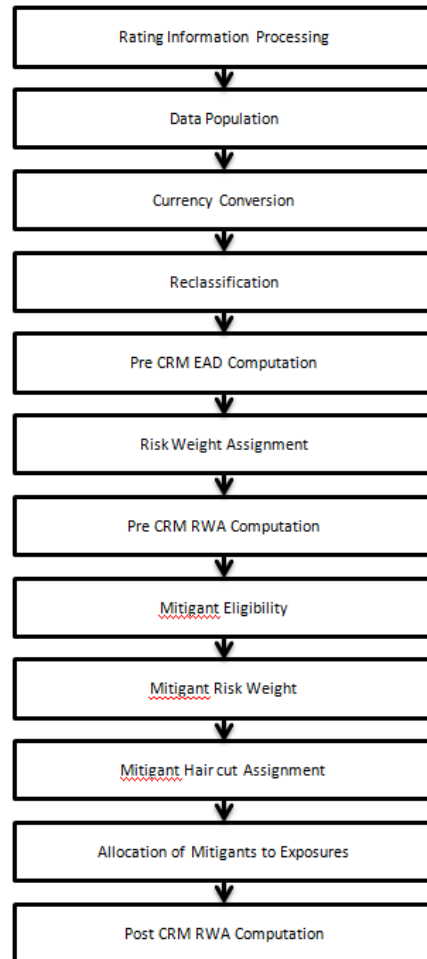 Rating Information Processing
Data Population
Currency Conversion
Reclassification
Pre CRM EAD Computation
Risk Weight Assignment
Pre CRM RWA Computation
Mitigant Eligibility
Mitigant Risk Weight
Mitigant Hair cut Assignment
Allocation of Mitigants to Exposures
Post CRM RWA Computation